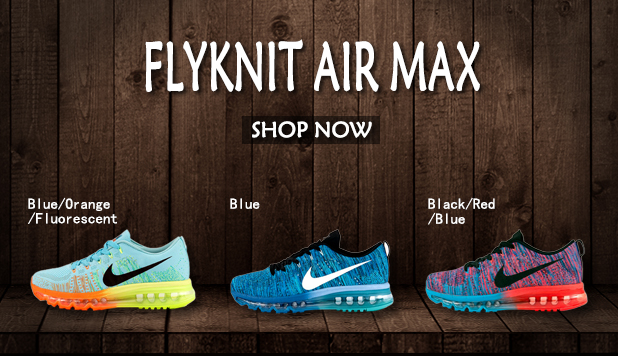 FLYKNIT AIR MAX
SHOP NOW
Blue/Orange
/Fluorescent
Blue
Black/Red
/Blue